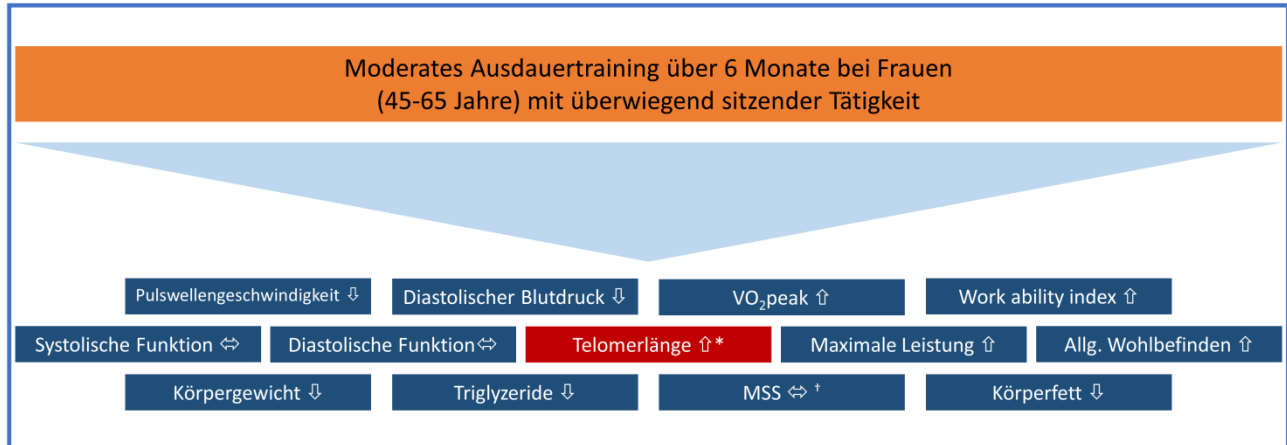 Moderates Ausdauertraining über 6 Monate bei Frauen
(45-65 Jahre) mit überwiegend sitzender Tätigkeit
Pulswellengeschwindigkeit ⇩
Diastolischer Blutdruck ⇩
VO₂peak ⇧
Work ability index ⇧
Systolische Funktion ⬄
Diastolische Funktion⬄
Telomerlänge ⇧*
Maximale Leistung ⇧
Allg. Wohlbefinden ⇧
Körpergewicht ⇩
Triglyzeride ⇩
MSS ⬄ †
Körperfett ⇩